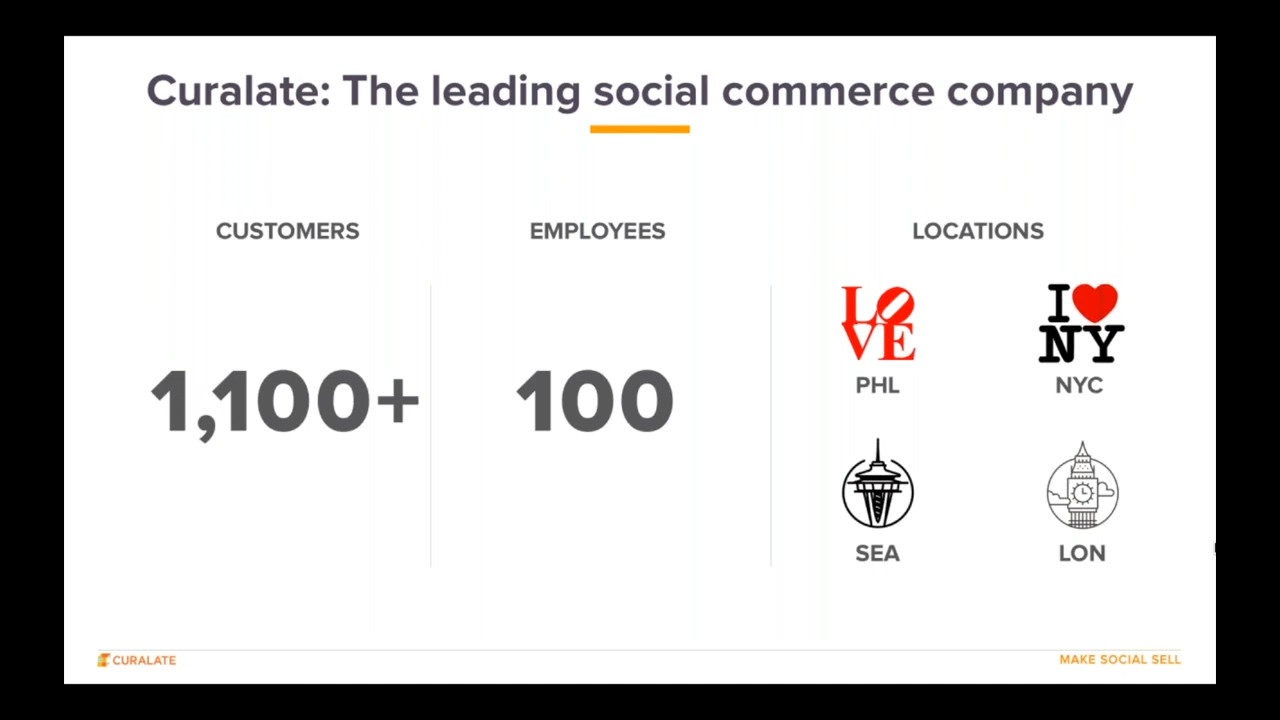 Curalate: The leading social commerce company
CUSTOMERS
1,100+
EMPLOYEES
100
LOCATIONS
LOVE
PHL
I ❤ NY
NYC
SEA
LON
CURALATE
MAKE SOCIAL SELL